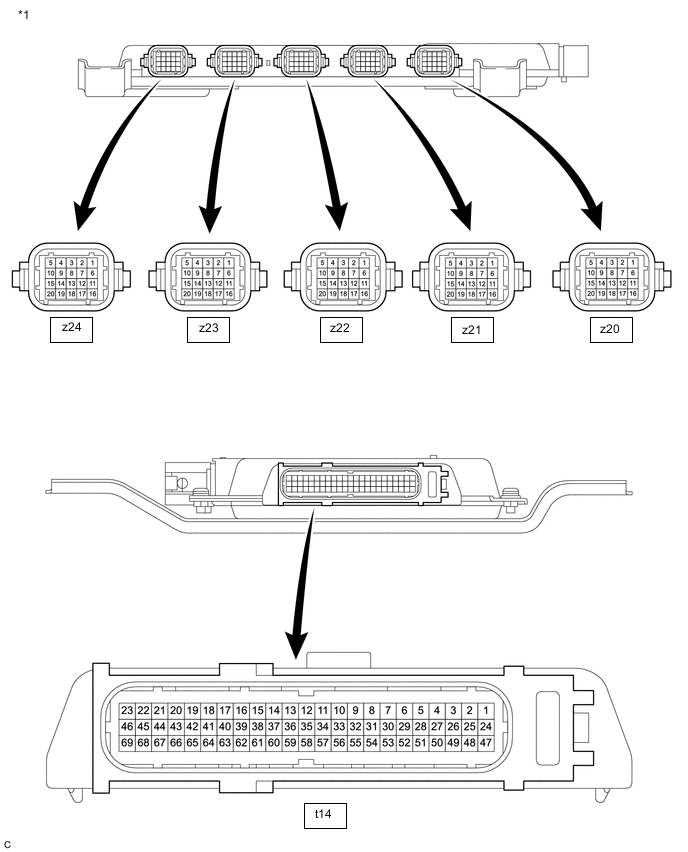 *1
5 4 3 2 1 5 4 3 2 1 5 4 3 2 1 5 4 3 2 1 5 4 3 2 1
10 9 8 7 6 10 9 8 7 6 10 9 8 7 6 10 9 8 7 6 10 9 8 7 6
15 14 13 12 11 15 14 13 12 11 15 14 13 12 11 15 14 13 12 11 15 14 13 12 11
20 19 18 17 16 20 19 18 17 16 20 19 18 17 16 20 19 18 17 16 20 19 18 17 16
z24 z23 z22 z21 z20
23 22 21 20 19 18 17 16 15 14 13 12 11 10 9 8 7 6 5 4 3 2 1
46 45 44 43 42 41 40 39 38 37 36 35 34 33 32 31 30 29 28 27 26 25 24
69 68 67 66 65 64 63 62 61 60 59 58 57 56 55 54 53 52 51 50 49 48 47
t14
c